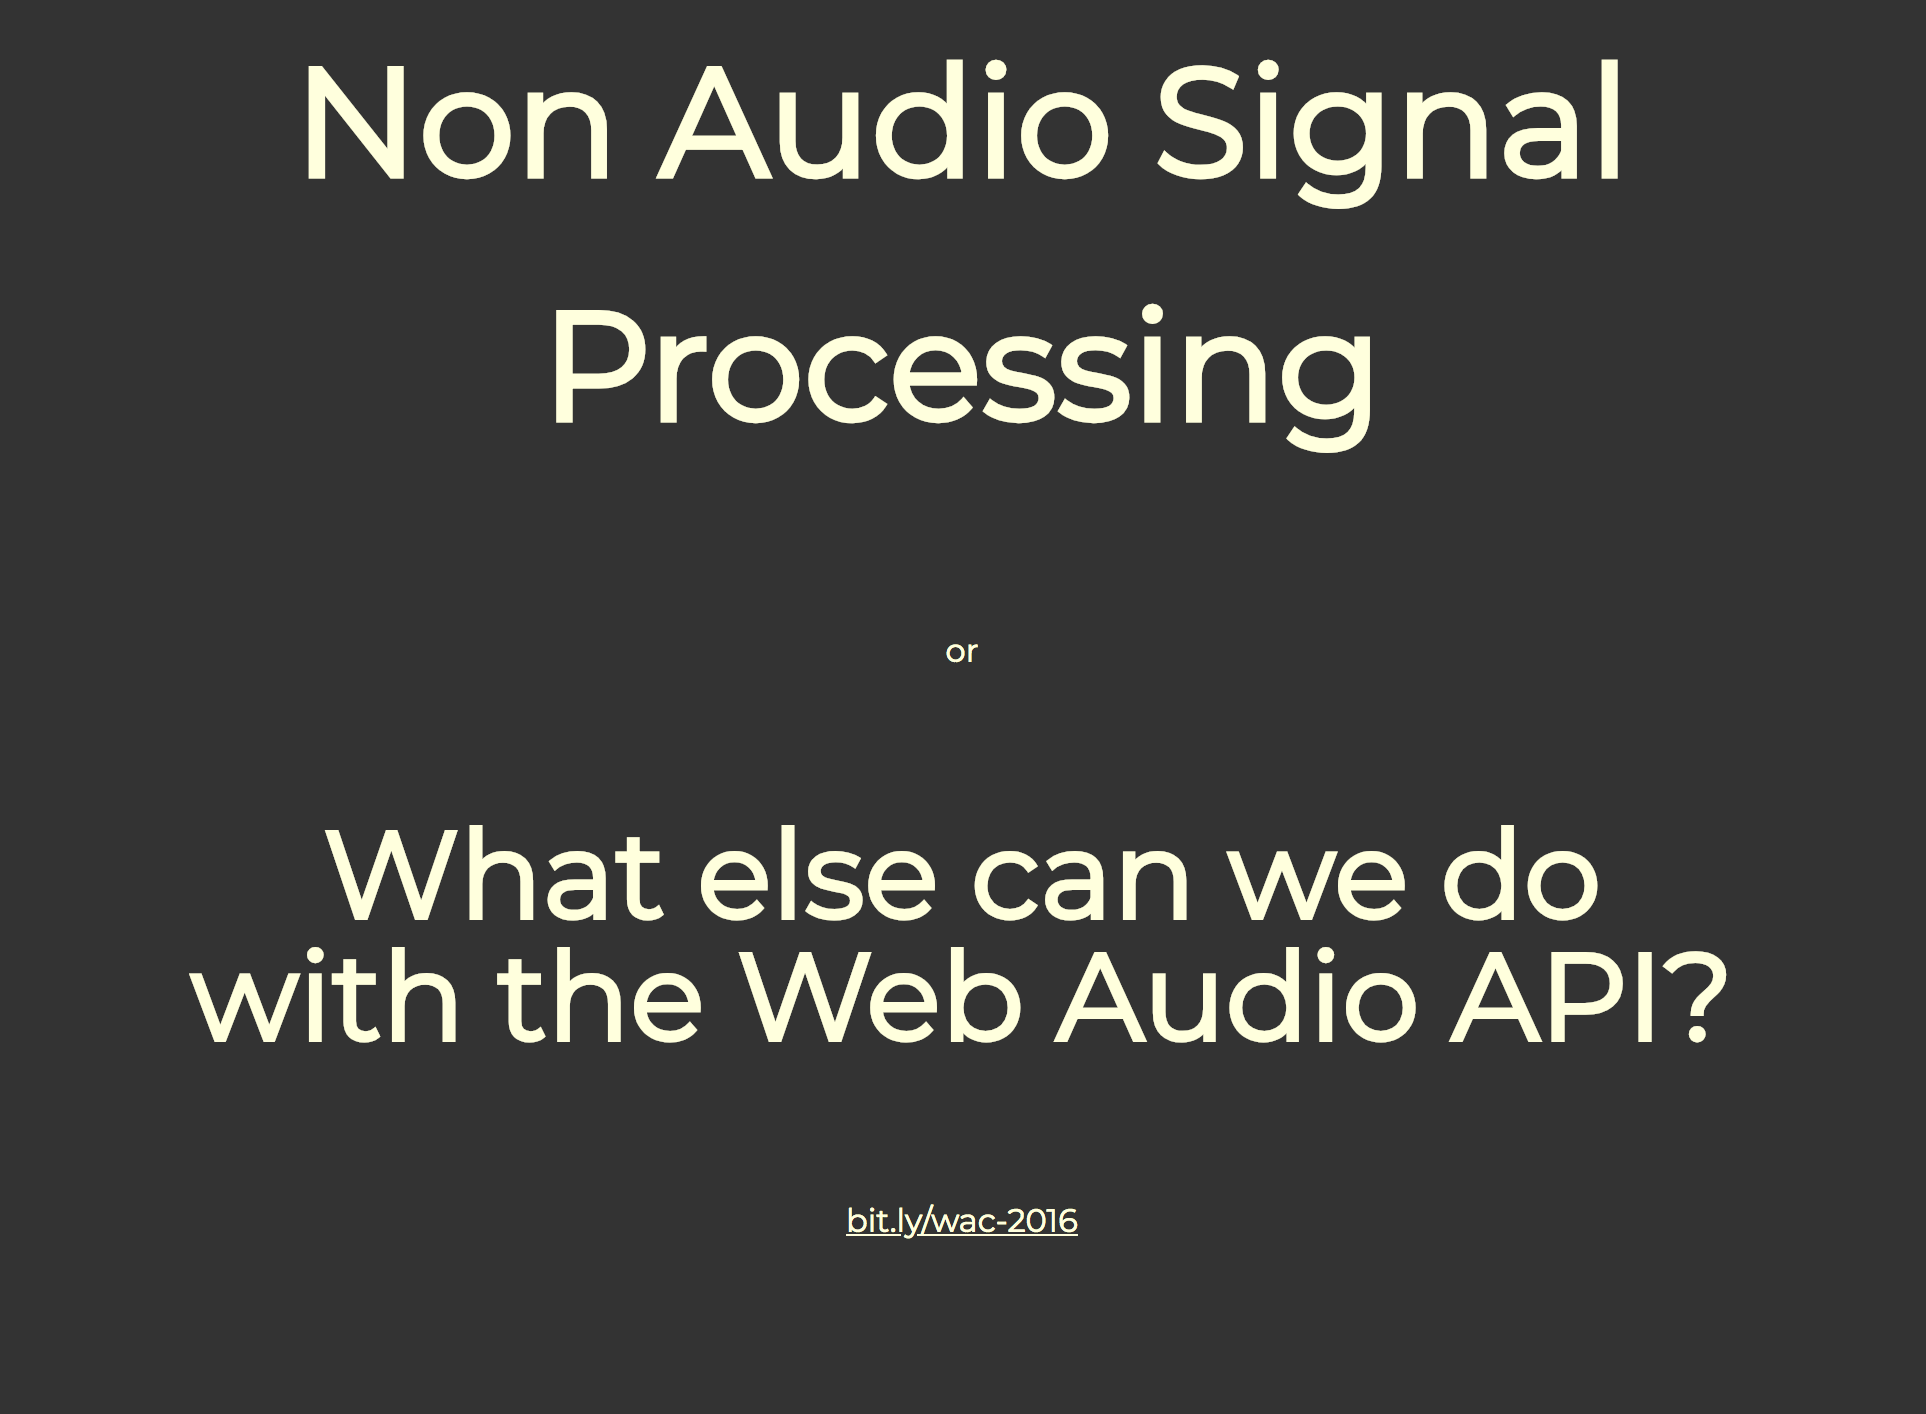 Non Audio Signal
Processing
or
What else can we do
with the Web Audio API?
bit.ly/wac-2016